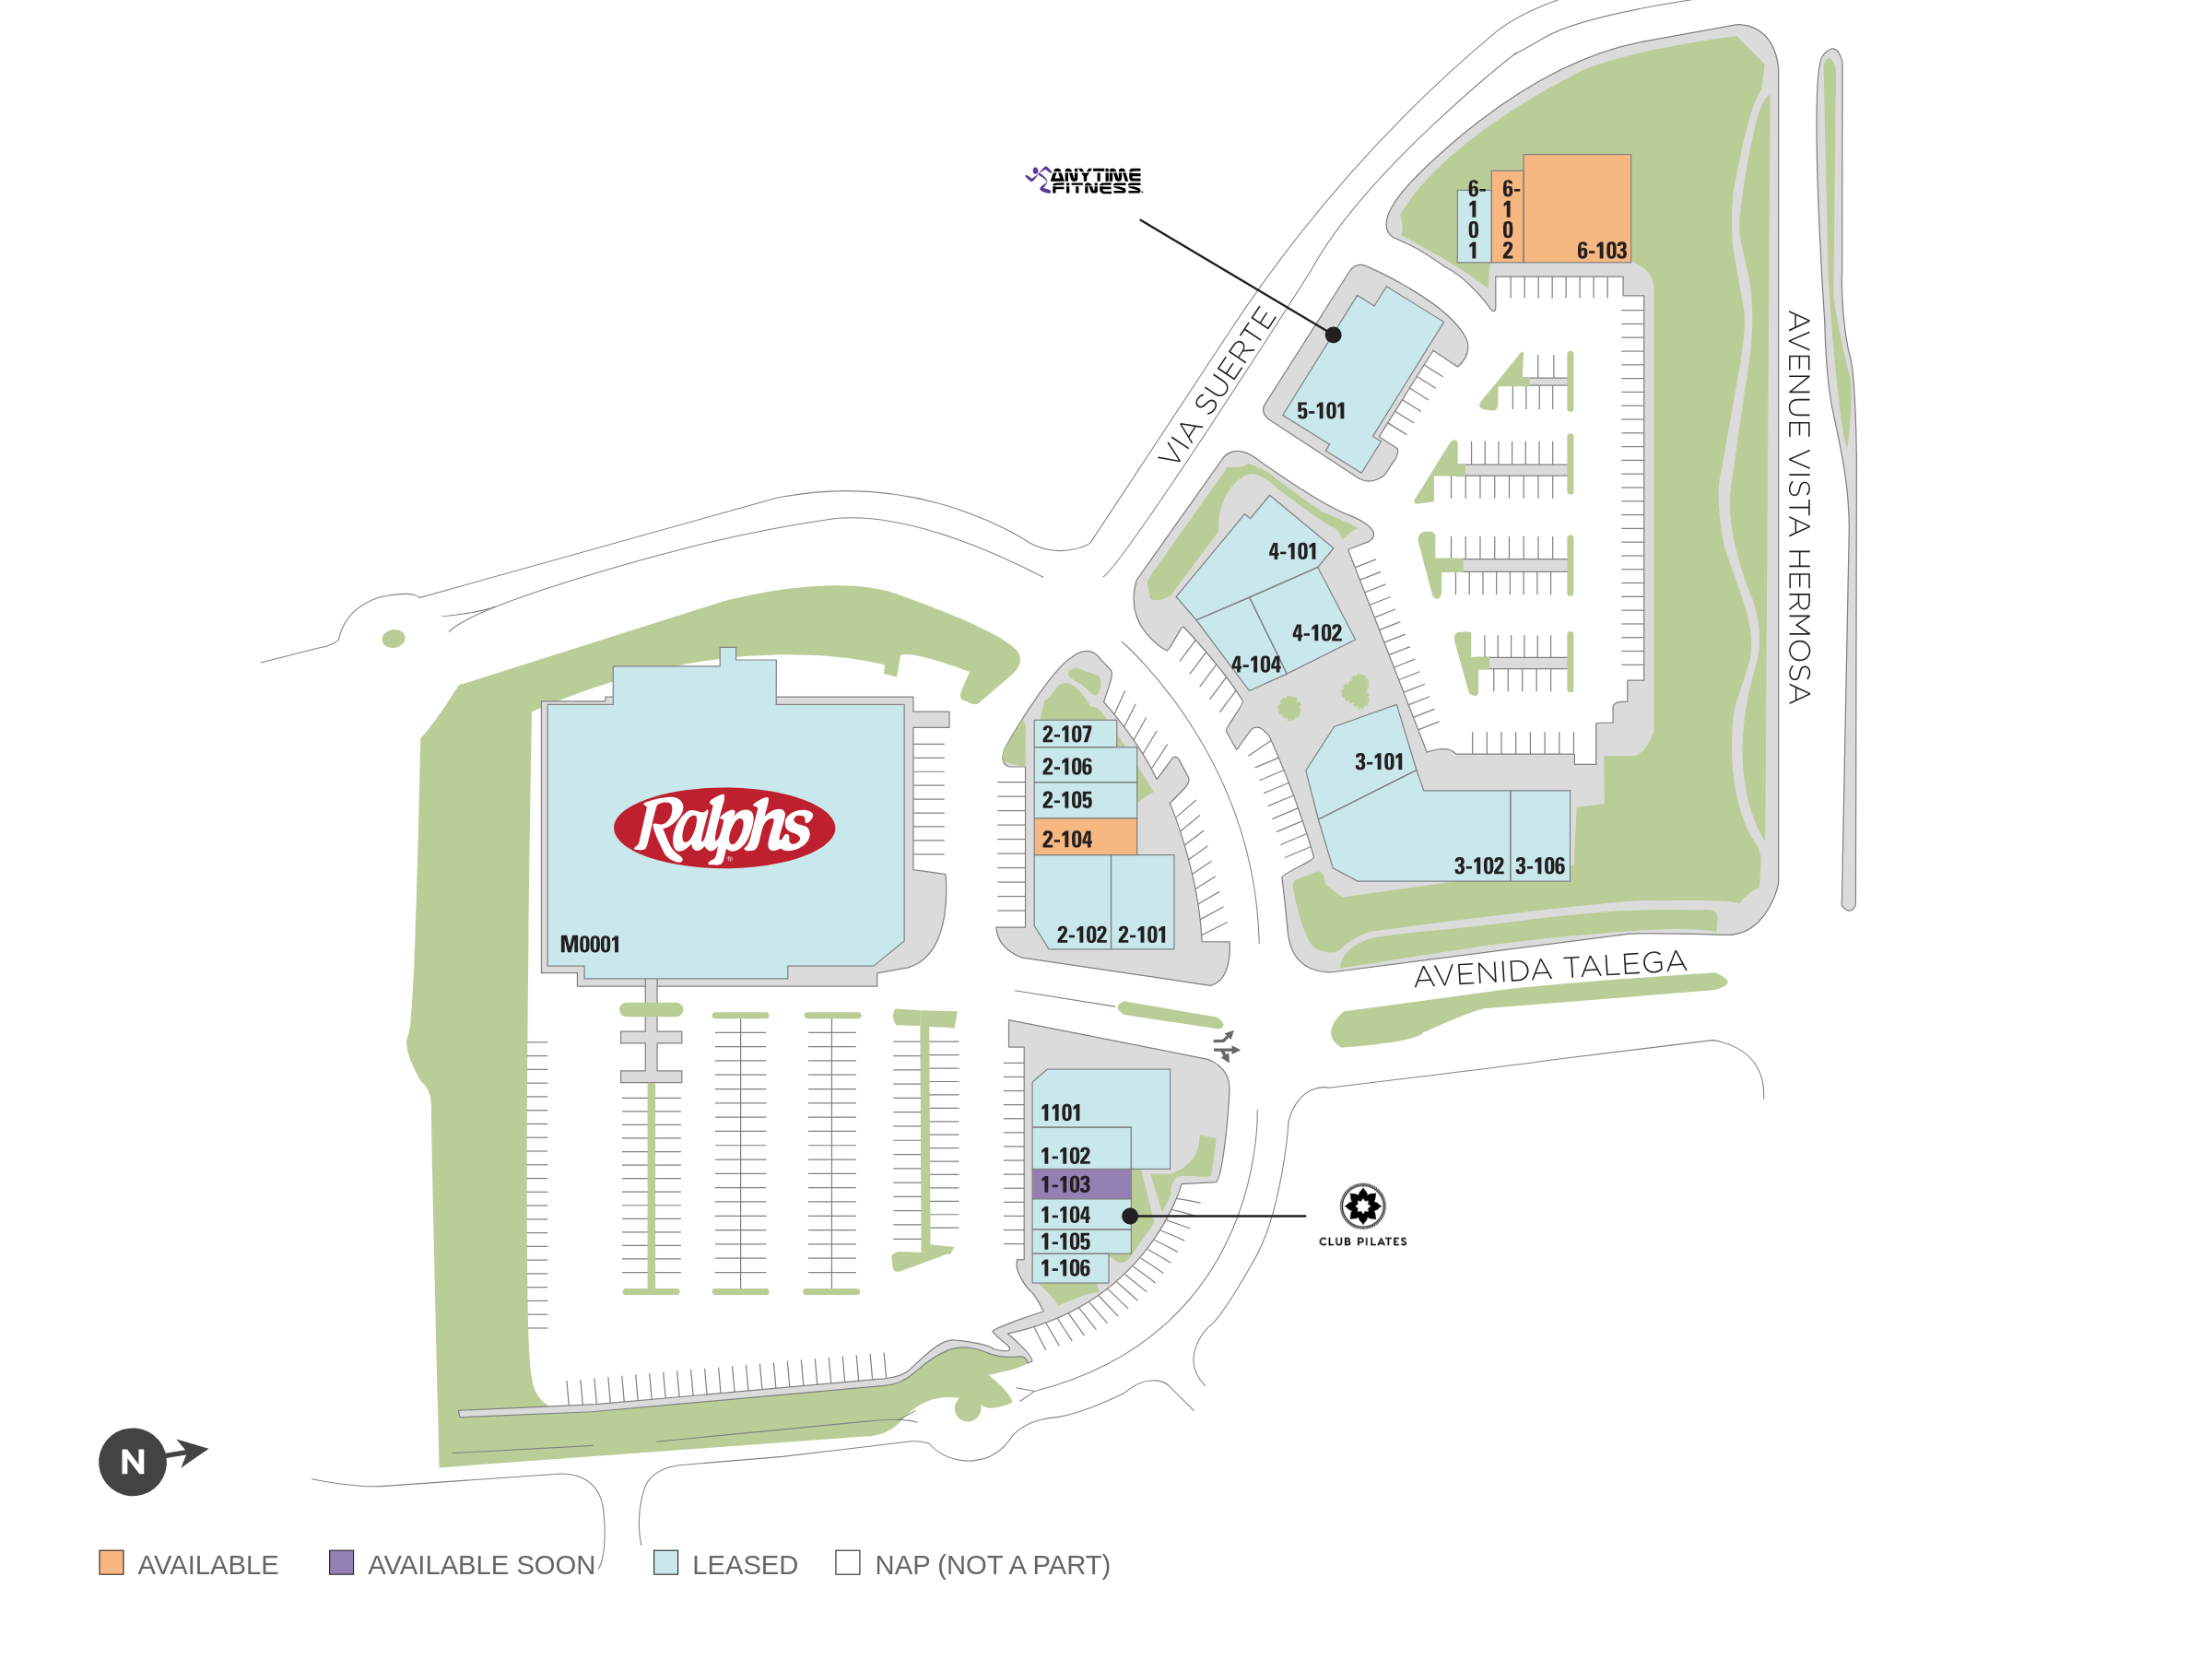 ANYTIME
FITNESS
6-101
6-102
6-103
VIA SUERTE
5-101
AVENUE VISTA HERMOSA
4-101
4-102
4-104
2-107
2-106
2-105
2-104
2-102
2-101
3-101
3-102
3-106
Ralphs
M0001
AVENIDA TALEGA
1101
1-102
1-103
1-104
1-105
1-106
CLUB PILATES
N
AVAILABLE
AVAILABLE SOON
LEASED
NAP (NOT A PART)